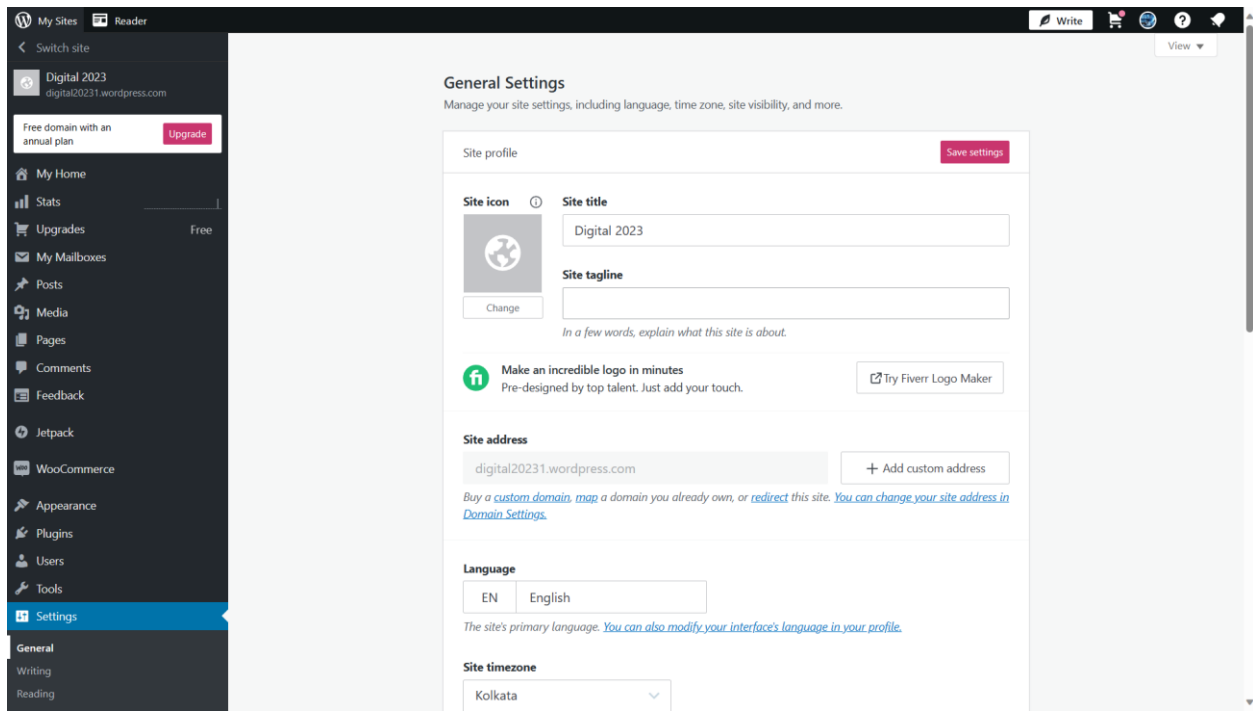 My Sites Reader Write
Switch site View
Digital 2023
digital20231.wordpress.com
Free domain with an
annual plan
Upgrade
My Home
Stats
Upgrades Free
My Mailboxes
Posts
Media
Pages
Comments
Feedback
Jetpack
WooCommerce
Appearance
Plugins
Users
Tools
Settings
General
Writing
Reading
General Settings
Manage your site settings, including language, time zone, site visibility, and more.
Site profile Save settings
Site icon
Change
Site title
Digital 2023
Site tagline
In a few words, explain what this site is about.
Make an incredible logo in minutes
Pre-designed by top talent. Just add your touch.
Try Fiverr Logo Maker
Site address
digital20231.wordpress.com + Add custom address
Buy a custom domain, map a domain you already own, or redirect this site. You can change your site address in
Domain Settings.
Language
EN English
The site's primary language. You can also modify your interface's language in your profile.
Site timezone
Kolkata